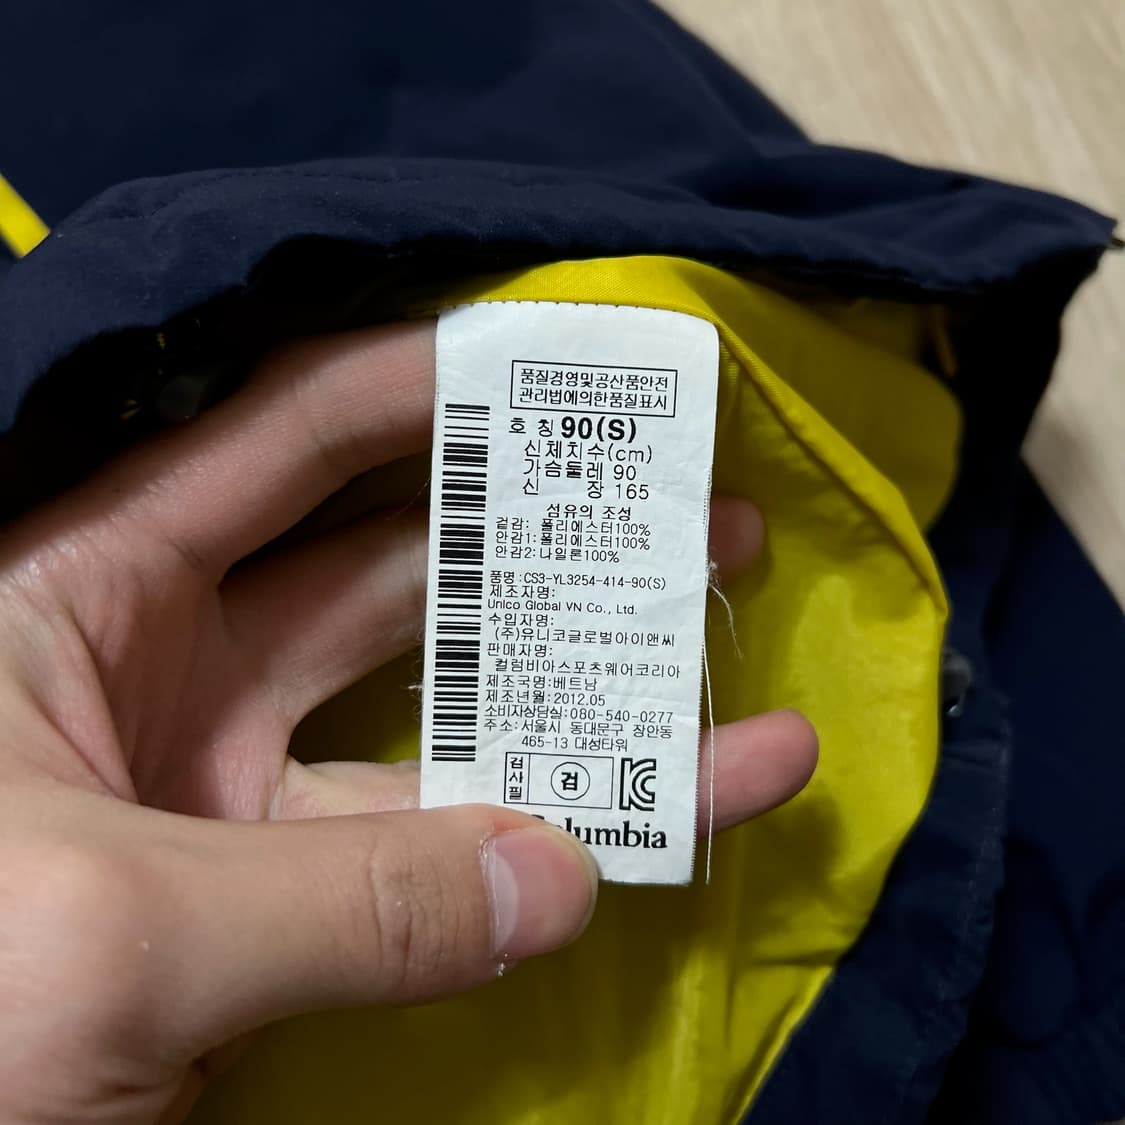 품질경영및공산품안전
관리법에의한품질표시
호 칭 90(S)
신체치수(cm)
가슴둘레 90
신 장 165
섬유의 조성
겉감: 폴리에스터100%
안감1:폴리에스터100%
안감2:나일론100%
품명:CS3-YL3254-414-90(S)
제조자명:
Unico Global VN Co., Ltd.
수입자명:
(주)유니코글로벌아이앤씨
판매자명:
컬럼비아스포츠웨어코리아
제조국명:베트남
제조년월:2012.05
소비자상담실:080-540-0277
주소:서울시 동대문구 장안동
465-13 대성타워
검사필 검
Columbia